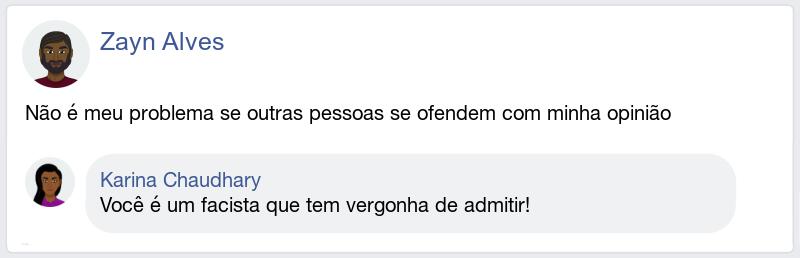 Zayn Alves
Não é meu problema se outras pessoas se ofendem com minha opinião
Karina Chaudhary
Você é um facista que tem vergonha de admitir!